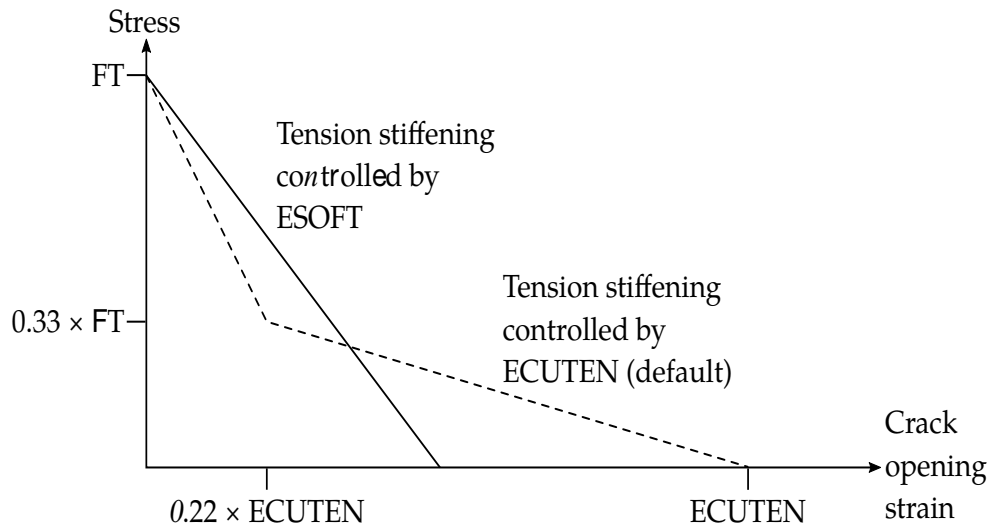 Stress
FT
Tension stiffening
controlled by
ESOFT
Tension stiffening
controlled by
ECUTEN (default)
0.33 × FT
Crack
opening
strain
0.22 × ECUTEN
ECUTEN